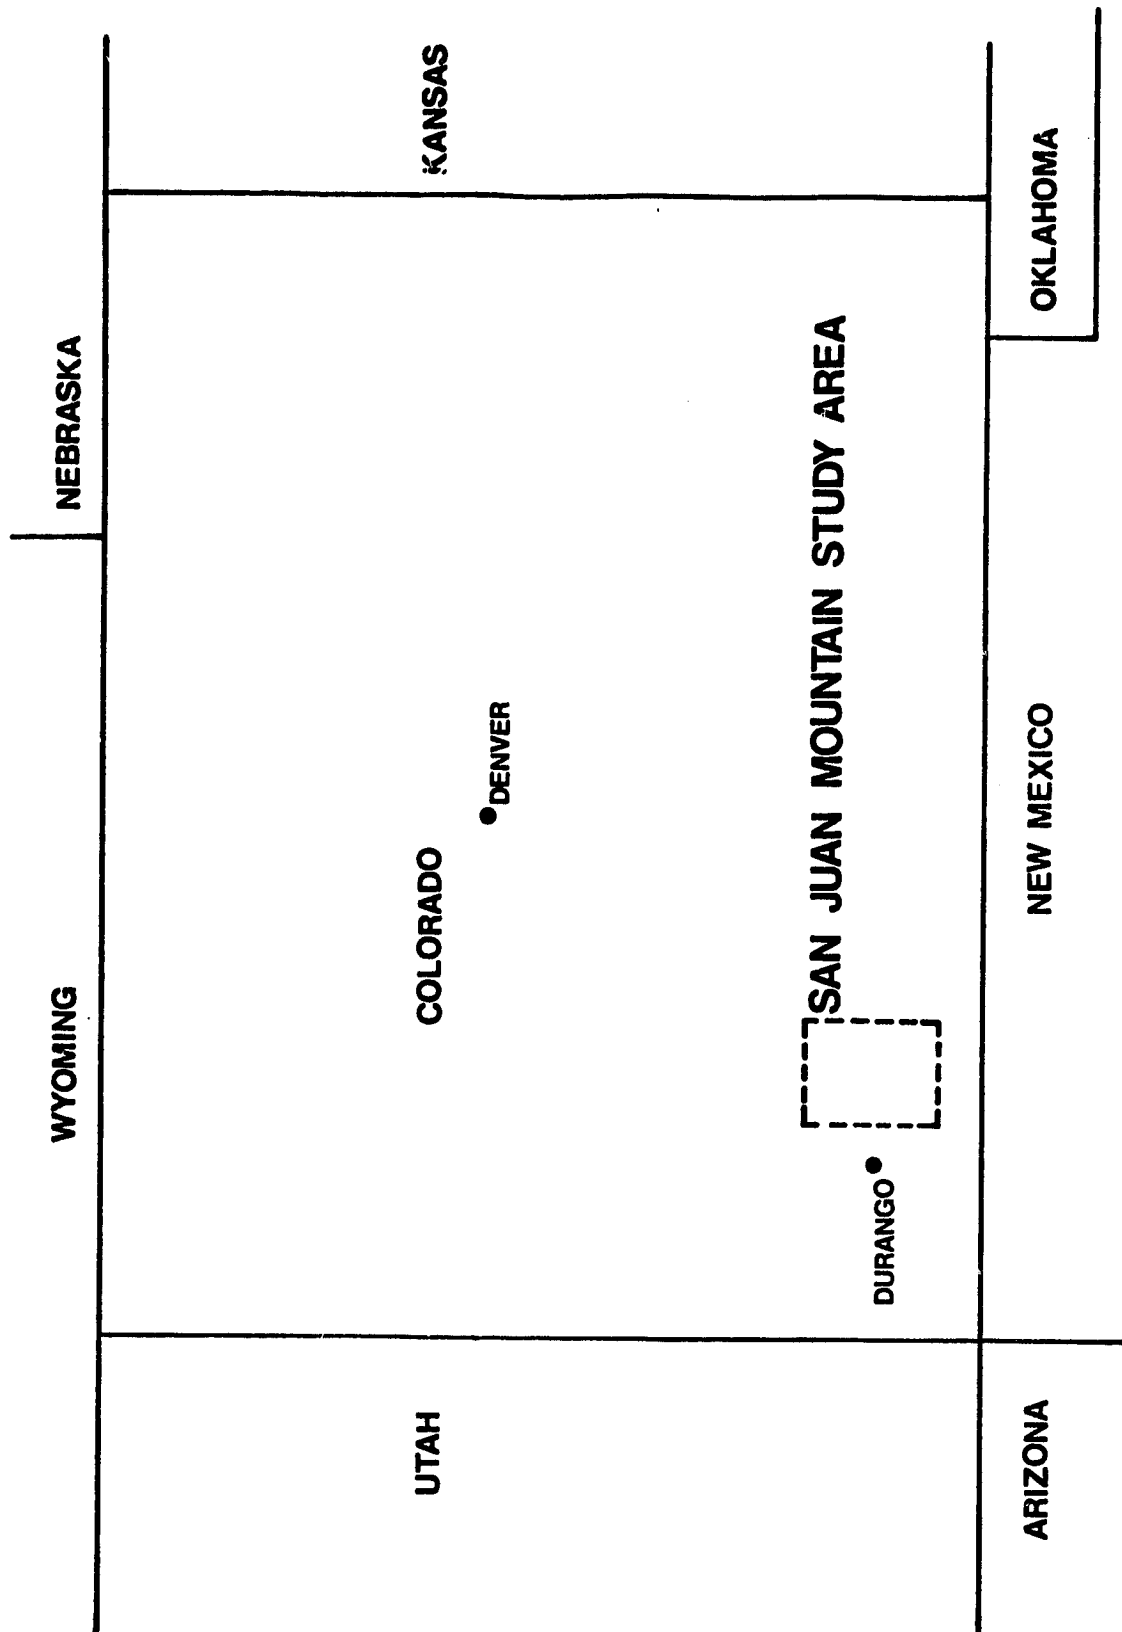 WYOMING
NEBRASKA
COLORADO
DENVER
UTAH
KANSAS
SAN JUAN MOUNTAIN STUDY AREA
DURANGO
ARIZONA
NEW MEXICO
OKLAHOMA